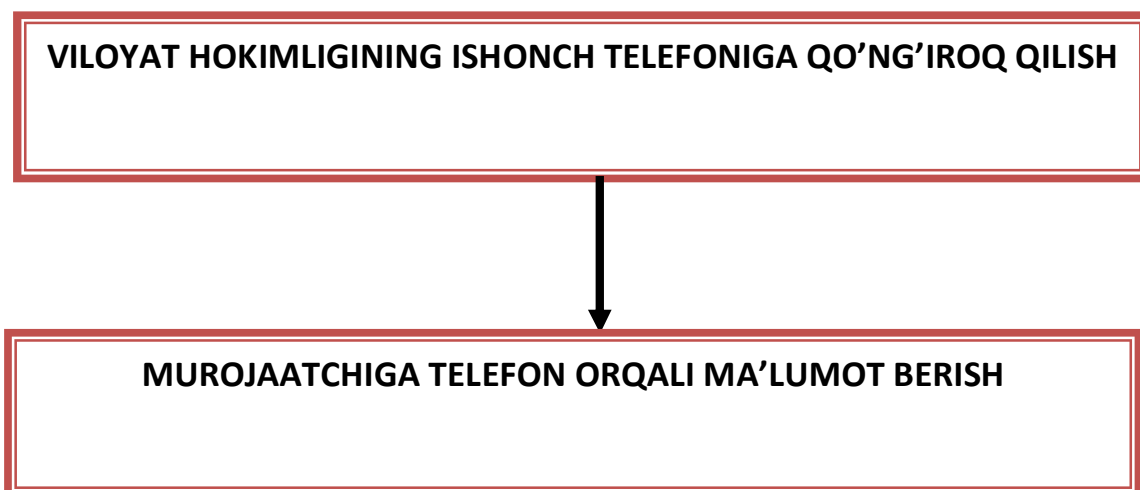 VILOYAT HOKIMLIGINING ISHONCH TELEFONIGA QO’NG’IROQ QILISH
MUROJAATCHIGA TELEFON ORQALI MA’LUMOT BERISH